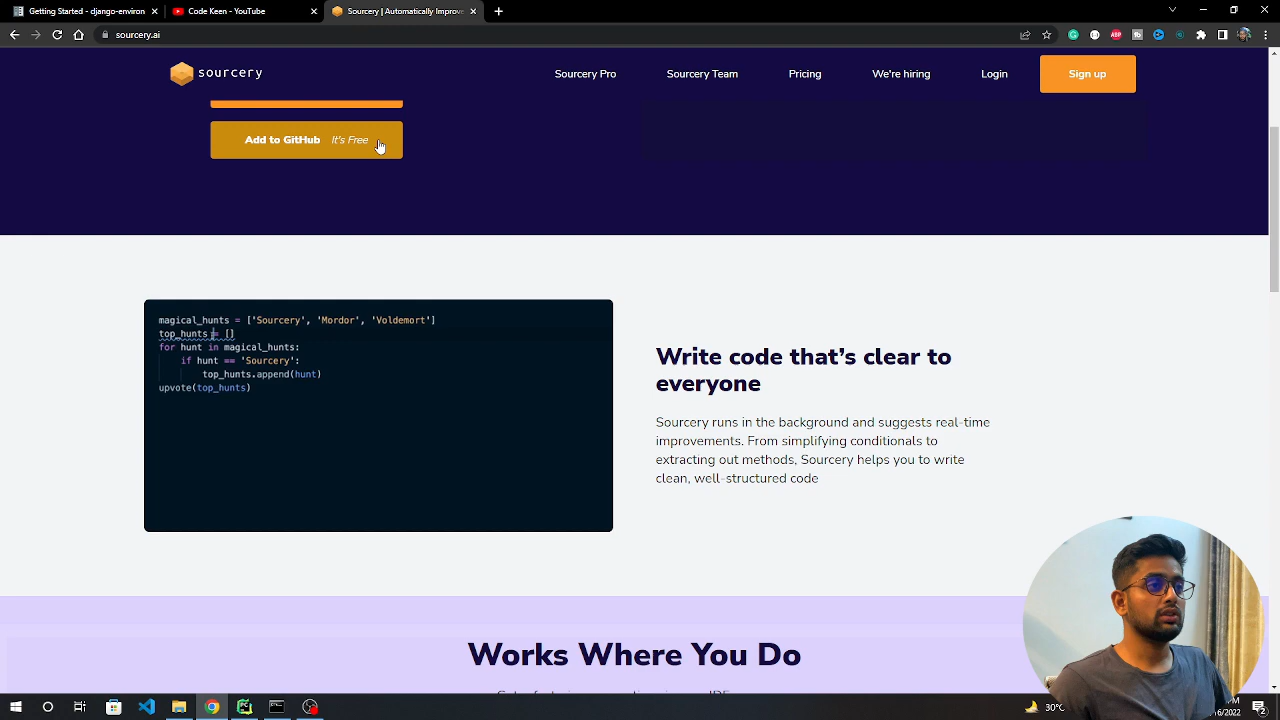 Getting Started - django-environ
Code Keen - YouTube
Sourcery | Automatically Improve
sourcery.ai
sourcery
Sourcery Pro
Sourcery Team
Pricing
We're hiring
Login
Sign up
Add to GitHub It's Free
magical_hunts = ['Sourcery', 'Mordor', 'Voldemort']
top_hunts = []
for hunt in magical_hunts:
if hunt == 'Sourcery':
top_hunts.append(hunt)
upvote(top_hunts)
Write code that's clear to
everyone
Sourcery runs in the background and suggests real-time
improvements. From simplifying conditionals to
extracting out methods, Sourcery helps you to write
clean, well-structured code
Works Where You Do